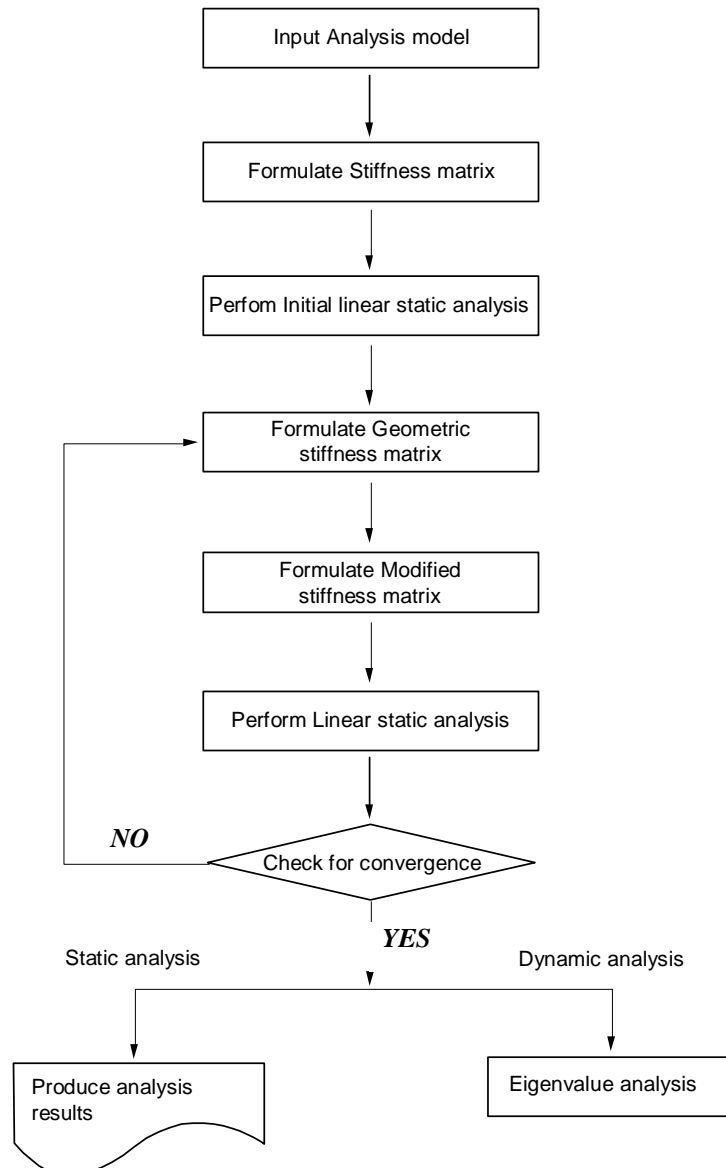 Input Analysis model
Formulate Stiffness matrix
Perfom Initial linear static analysis
Formulate Geometric
stiffness matrix
Formulate Modified
stiffness matrix
Perform Linear static analysis
NO
Check for convergence
YES
Static analysis
Dynamic analysis
Produce analysis
results
Eigenvalue analysis